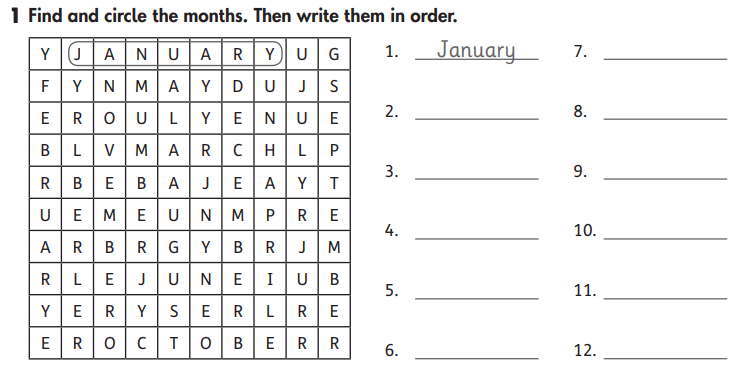 1 Find and circle the months. Then write them in order.
Y J A N U A R Y U G
F Y N M A Y D U J S
E R O U L Y E N U E
B L V M A R C H L P
R B E B A J E A Y T
U E M E U N M P R E
A R B R G Y B R J M
R L E J U N E I U B
Y E R Y S E R L R E
E R O C T O B E R R
1. January
2.
3.
4.
5.
6.
7.
8.
9.
10.
11.
12.